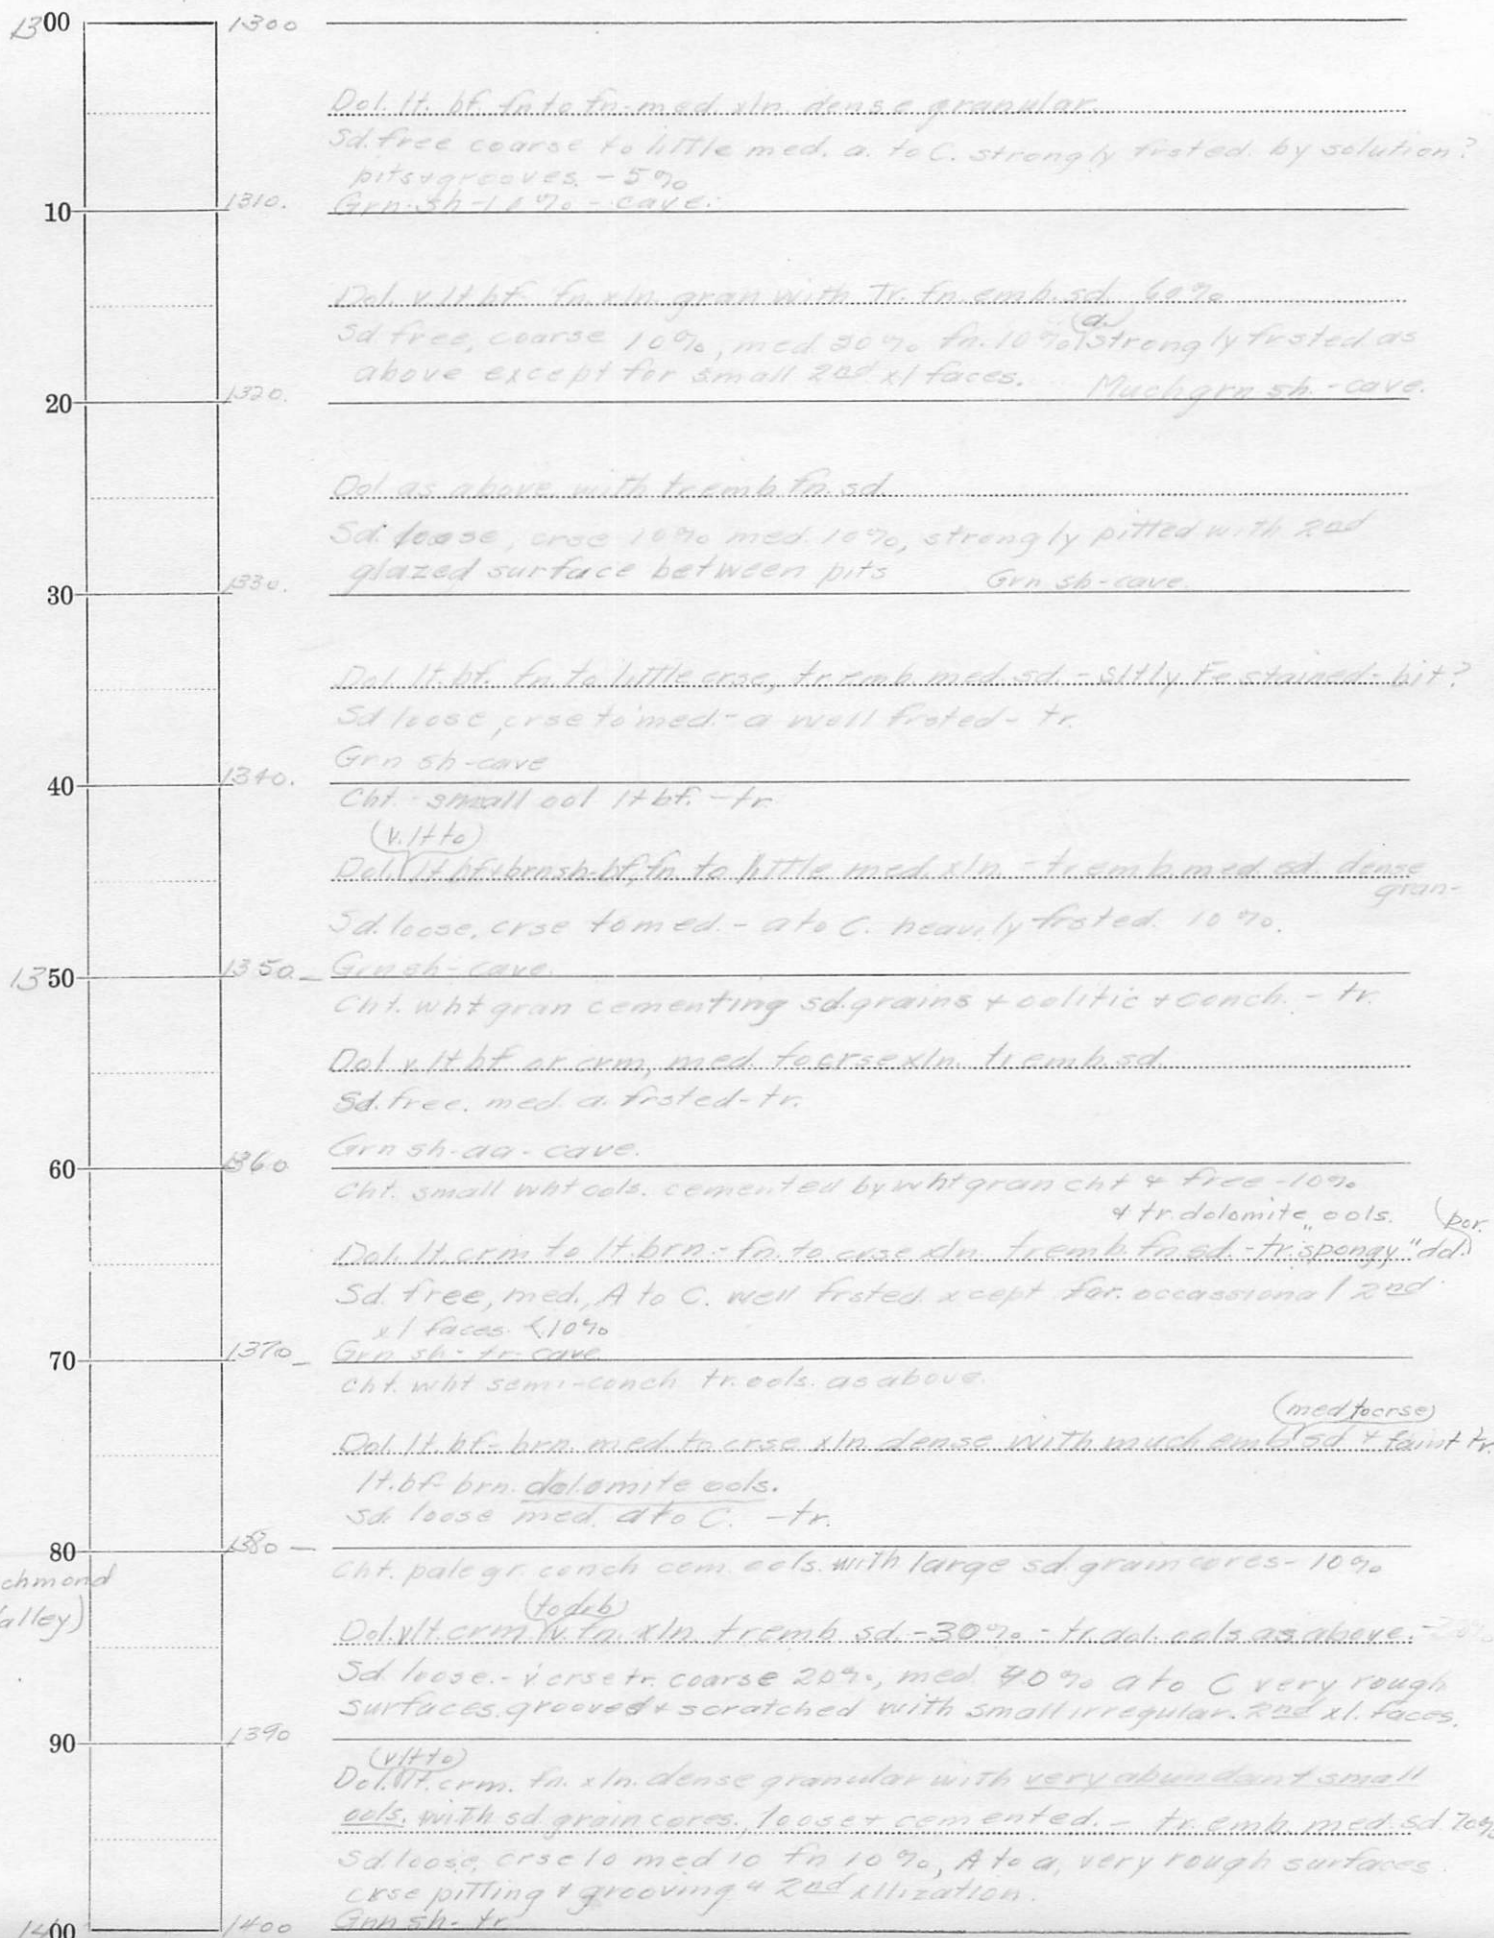 1300 1300
Dol. lt. bf. fn to fn-med. xln. dense granular.
Sd. free coarse to little med. a. to C. strongly frsted. by solution?
pits & grooves. - 5%
10 1310. Grn. sh - 10% - cave.
Dol. v. lt bf. fn. xln. gran with Tr. fn. emb. sd. 60%
(a.)
Sd. free, coarse 10%, med 20% fn. 10% strongly frsted as
above except for small 2nd xl faces. Much grn sh. - cave.
20 1320.
Dol. as above with tr. emb. fn. sd
Sd. loose, crse 10% med. 10%, strongly pitted with 2nd
glazed surface between pits Grn sh - cave.
30 1330.
Dol. lt. bf. fn. to little crse, tr. emb. med. sd. - sltly Fe stained - bit?
Sd loose, crse to med. - a well frsted - tr.
Grn sh - cave
40 1340.
Cht. small ool lt bf. - tr.
(v. lt to)
Dol. lt bf + brnsh-bf, fn to little med. xln. - tr emb. med. sd. dense
gran-
Sd. loose, crse to med. - a to C. heavily frsted. 10%.
1350 1350. Grn sh - cave
Cht. wht gran cementing sd. grains + oolitic + conch. - tr.
Dol v. lt bf or crm, med. to crse xln. tr emb. sd.
Sd. free. med. a. frsted - tr.
Grn sh - aa - cave.
60 1360
Cht. small wht ools. cemented by wht gran cht & free - 10%
& tr. dolomite ools. (por.
Dol. lt. crm to lt. brn - fn. to crse xln. tr emb. fn. sd. - tr. "spongy" dol.)
Sd. free, med., A to C. well frsted. xcept for occassional 2nd
xl faces. <10%
70 1370 Grn sh - tr - cave
Cht. wht semi-conch tr. ools. as above.
(med to crse)
Dol. lt. bf - brn. med to crse xln dense with much emb sd + faint tr.
lt. bf - brn. dolomite ools.
Sd. loose med. a to C. - tr.
80 1380
Cht. pale gr. conch cem. ools. with large sd. grain cores - 10%
chmond
alley)
Dol. v lt. crm v. fn. xln. tr emb. sd. - 30% - tr. dol. ools as above. -
Sd. loose. - v crse tr. coarse 20%, med. 40% a to C very rough
surfaces. grooved & scratched with small irregular. 2nd xl. faces.
90 1390
(v lt to)
Dol. lt. crm. fn. xln. dense granular with very abundant small
ools. with sd. grain cores, loose + cemented. - tr. emb. med. sd. 70%
Sd. loose, crse 10 med 10 fn 10%, A to a, very rough surfaces
crse pitting & grooving & 2nd xllization.
1400 1400 Grn sh - tr.